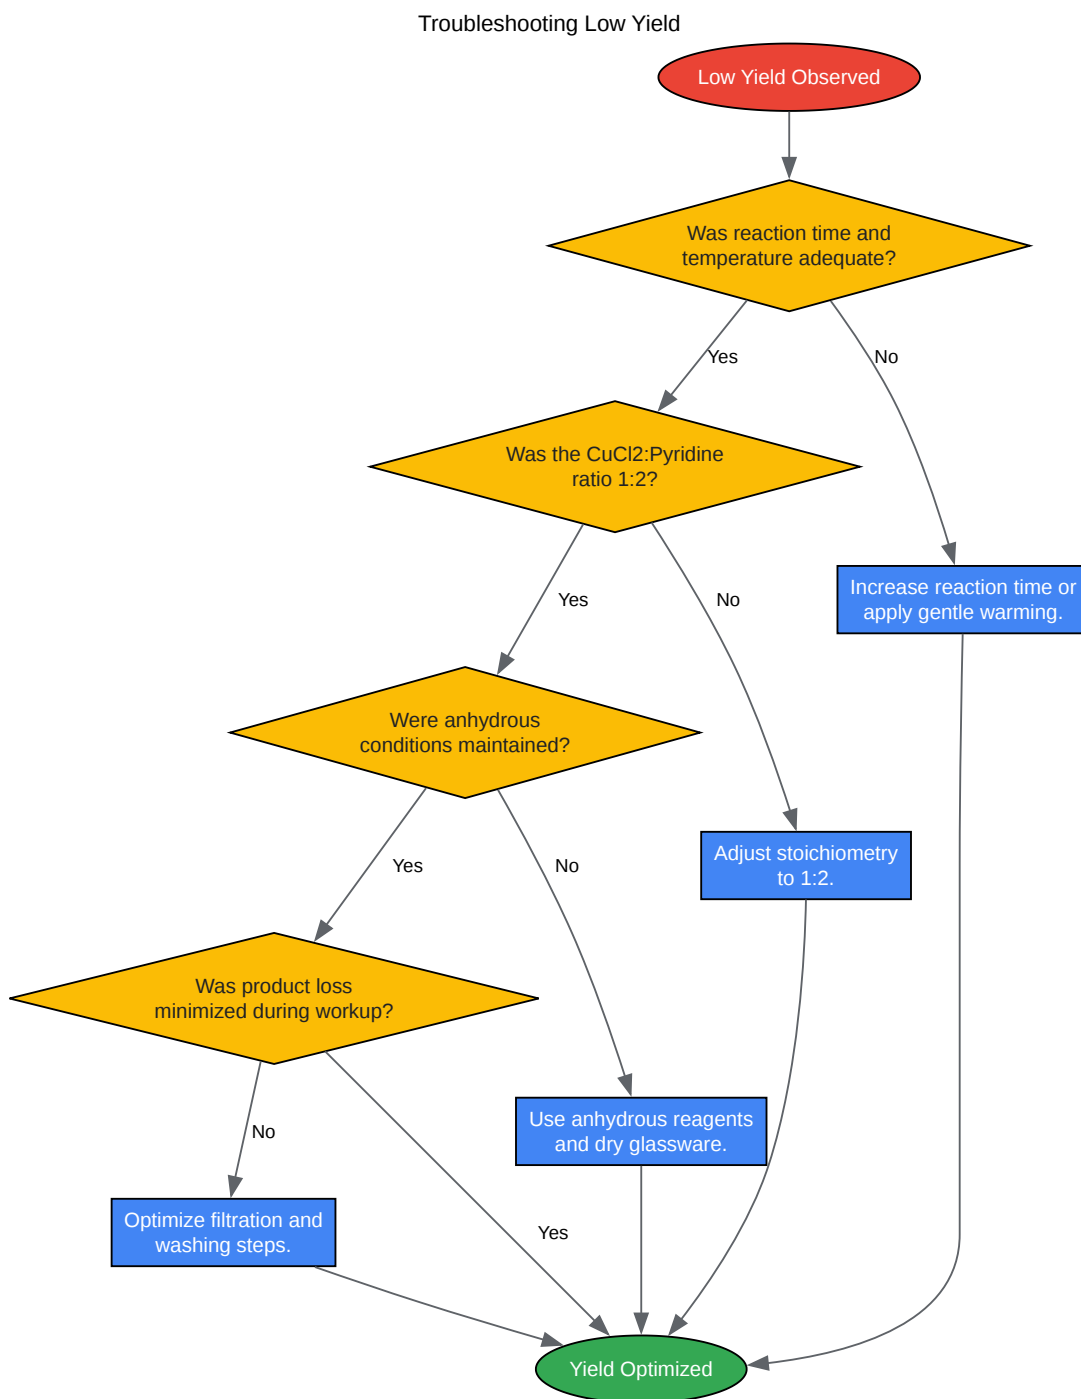 Troubleshooting Low Yield
Low Yield Observed
Was reaction time and
temperature adequate?
Yes
No
Was the CuCl2:Pyridine
ratio 1:2?
Increase reaction time or
apply gentle warming.
Yes
No
Were anhydrous
conditions maintained?
Adjust stoichiometry
to 1:2.
Yes
No
Was product loss
minimized during workup?
Use anhydrous reagents
and dry glassware.
No
Yes
Optimize filtration and
washing steps.
Yield Optimized